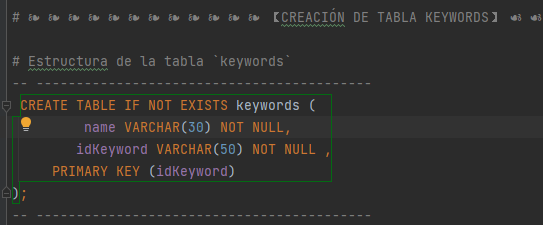 # ❧ ❧ ❧ ❧ ❧ ❧ ❧ ❧ ❧ ❧ ❧ ❧ 【CREACIÓN DE TABLA KEYWORDS】 ☙ ☙
# Estructura de la tabla `keywords`
-- ------------------------------------------
CREATE TABLE IF NOT EXISTS keywords (
name VARCHAR(30) NOT NULL,
idKeyword VARCHAR(50) NOT NULL ,
PRIMARY KEY (idKeyword)
);
-- ------------------------------------------